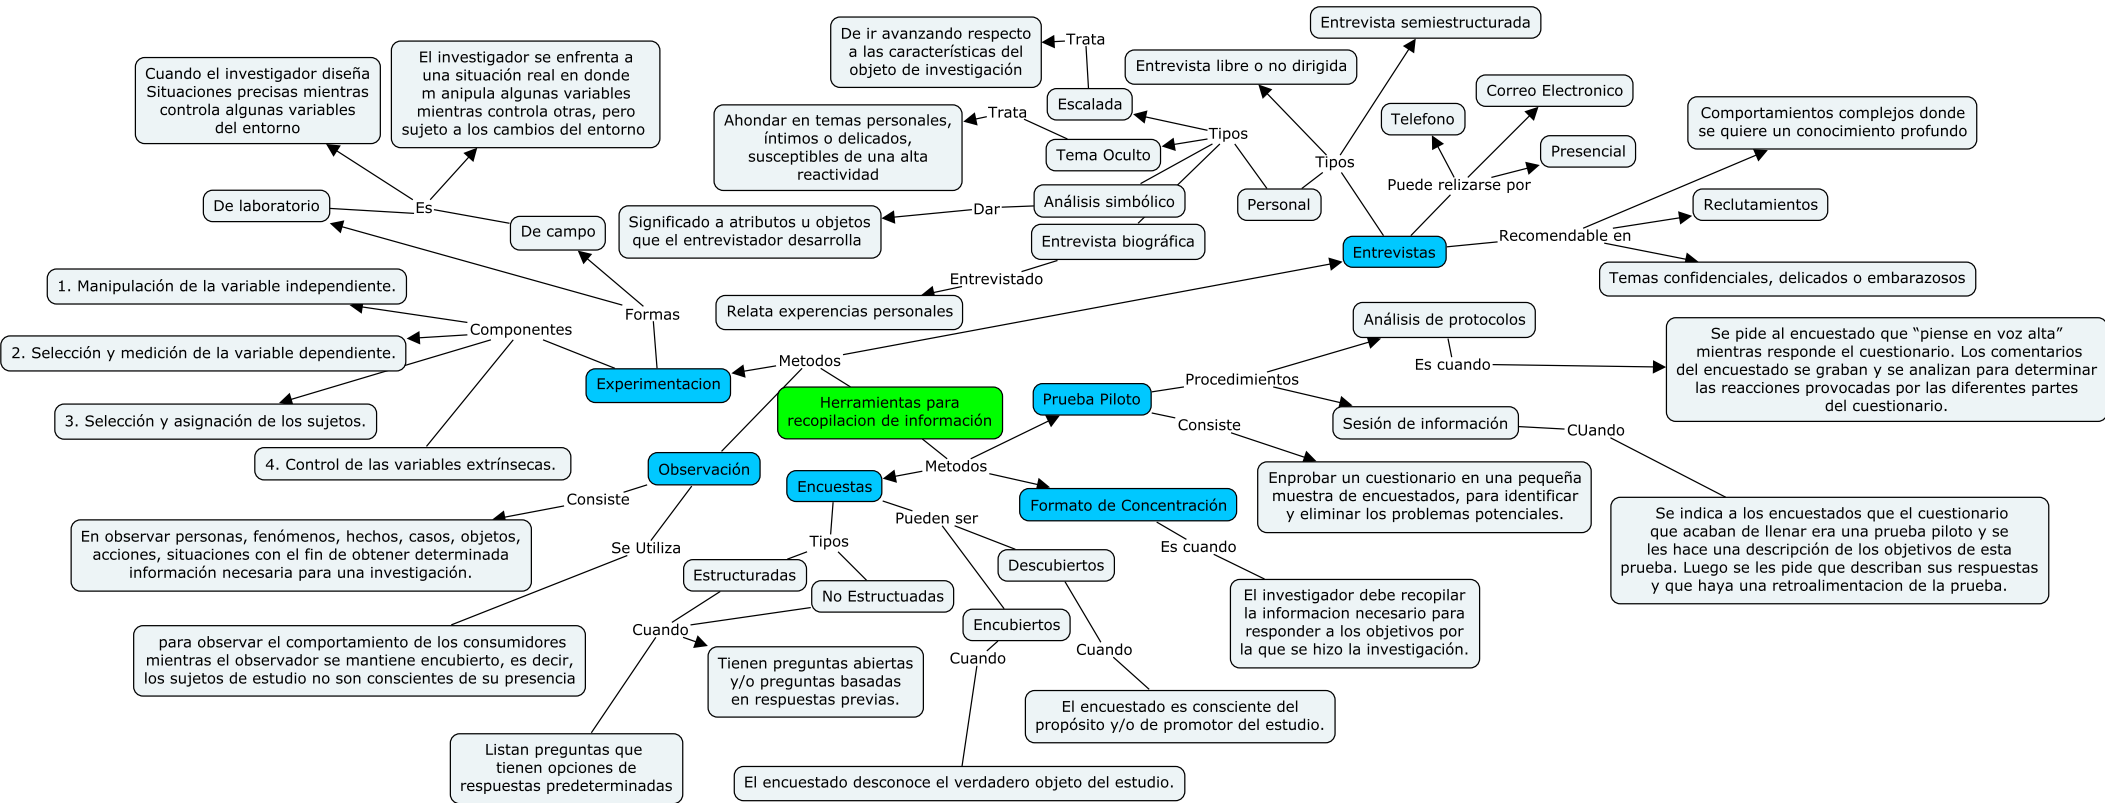 Entrevista semiestructurada
De ir avanzando respecto
a las características del
objeto de investigación
Trata
Entrevista libre o no dirigida
Cuando el investigador diseña
Situaciones precisas mientras
controla algunas variables
del entorno
El investigador se enfrenta a
una situación real en donde
m anipula algunas variables
mientras controla otras, pero
sujeto a los cambios del entorno
Escalada
Correo Electronico
Telefono
Presencial
Comportamientos complejos donde
se quiere un conocimiento profundo
Ahondar en temas personales,
íntimos o delicados,
susceptibles de una alta
reactividad
Trata
Tema Oculto
Tipos
Tipos
Puede relizarse por
De laboratorio
Es
De campo
Significado a atributos u objetos
que el entrevistador desarrolla
Dar
Análisis simbólico
Personal
Reclutamientos
Entrevista biográfica
Entrevistas
Recomendable en
Temas confidenciales, delicados o embarazosos
Entrevistado
Relata experencias personales
1. Manipulación de la variable independiente.
Formas
Componentes
2. Selección y medición de la variable dependiente.
Experimentacion
Metodos
3. Selección y asignación de los sujetos.
4. Control de las variables extrínsecas.
Herramientas para
recopilacion de información
Análisis de protocolos
Es cuando
Se pide al encuestado que “piense en voz alta”
mientras responde el cuestionario. Los comentarios
del encuestado se graban y se analizan para determinar
las reacciones provocadas por las diferentes partes
del cuestionario.
Prueba Piloto
Procedimientos
Sesión de información
CUando
Consiste
Observación
Metodos
Encuestas
Formato de Concentración
Enprobar un cuestionario en una pequeña
muestra de encuestados, para identificar
y eliminar los problemas potenciales.
Consiste
En observar personas, fenómenos, hechos, casos, objetos,
acciones, situaciones con el fin de obtener determinada
información necesaria para una investigación.
Se Utiliza
Pueden ser
Tipos
Es cuando
Se indica a los encuestados que el cuestionario
que acaban de llenar era una prueba piloto y se
les hace una descripción de los objetivos de esta
prueba. Luego se les pide que describan sus respuestas
y que haya una retroalimentacion de la prueba.
Estructuradas
No Estructuadas
Descubiertos
Encubiertos
El investigador debe recopilar
la informacion necesario para
responder a los objetivos por
la que se hizo la investigación.
para observar el comportamiento de los consumidores
mientras el observador se mantiene encubierto, es decir,
los sujetos de estudio no son conscientes de su presencia
Cuando
Tienen preguntas abiertas
y/o preguntas basadas
en respuestas previas.
Cuando
Cuando
El encuestado es consciente del
propósito y/o de promotor del estudio.
Listan preguntas que
tienen opciones de
respuestas predeterminadas
El encuestado desconoce el verdadero objeto del estudio.